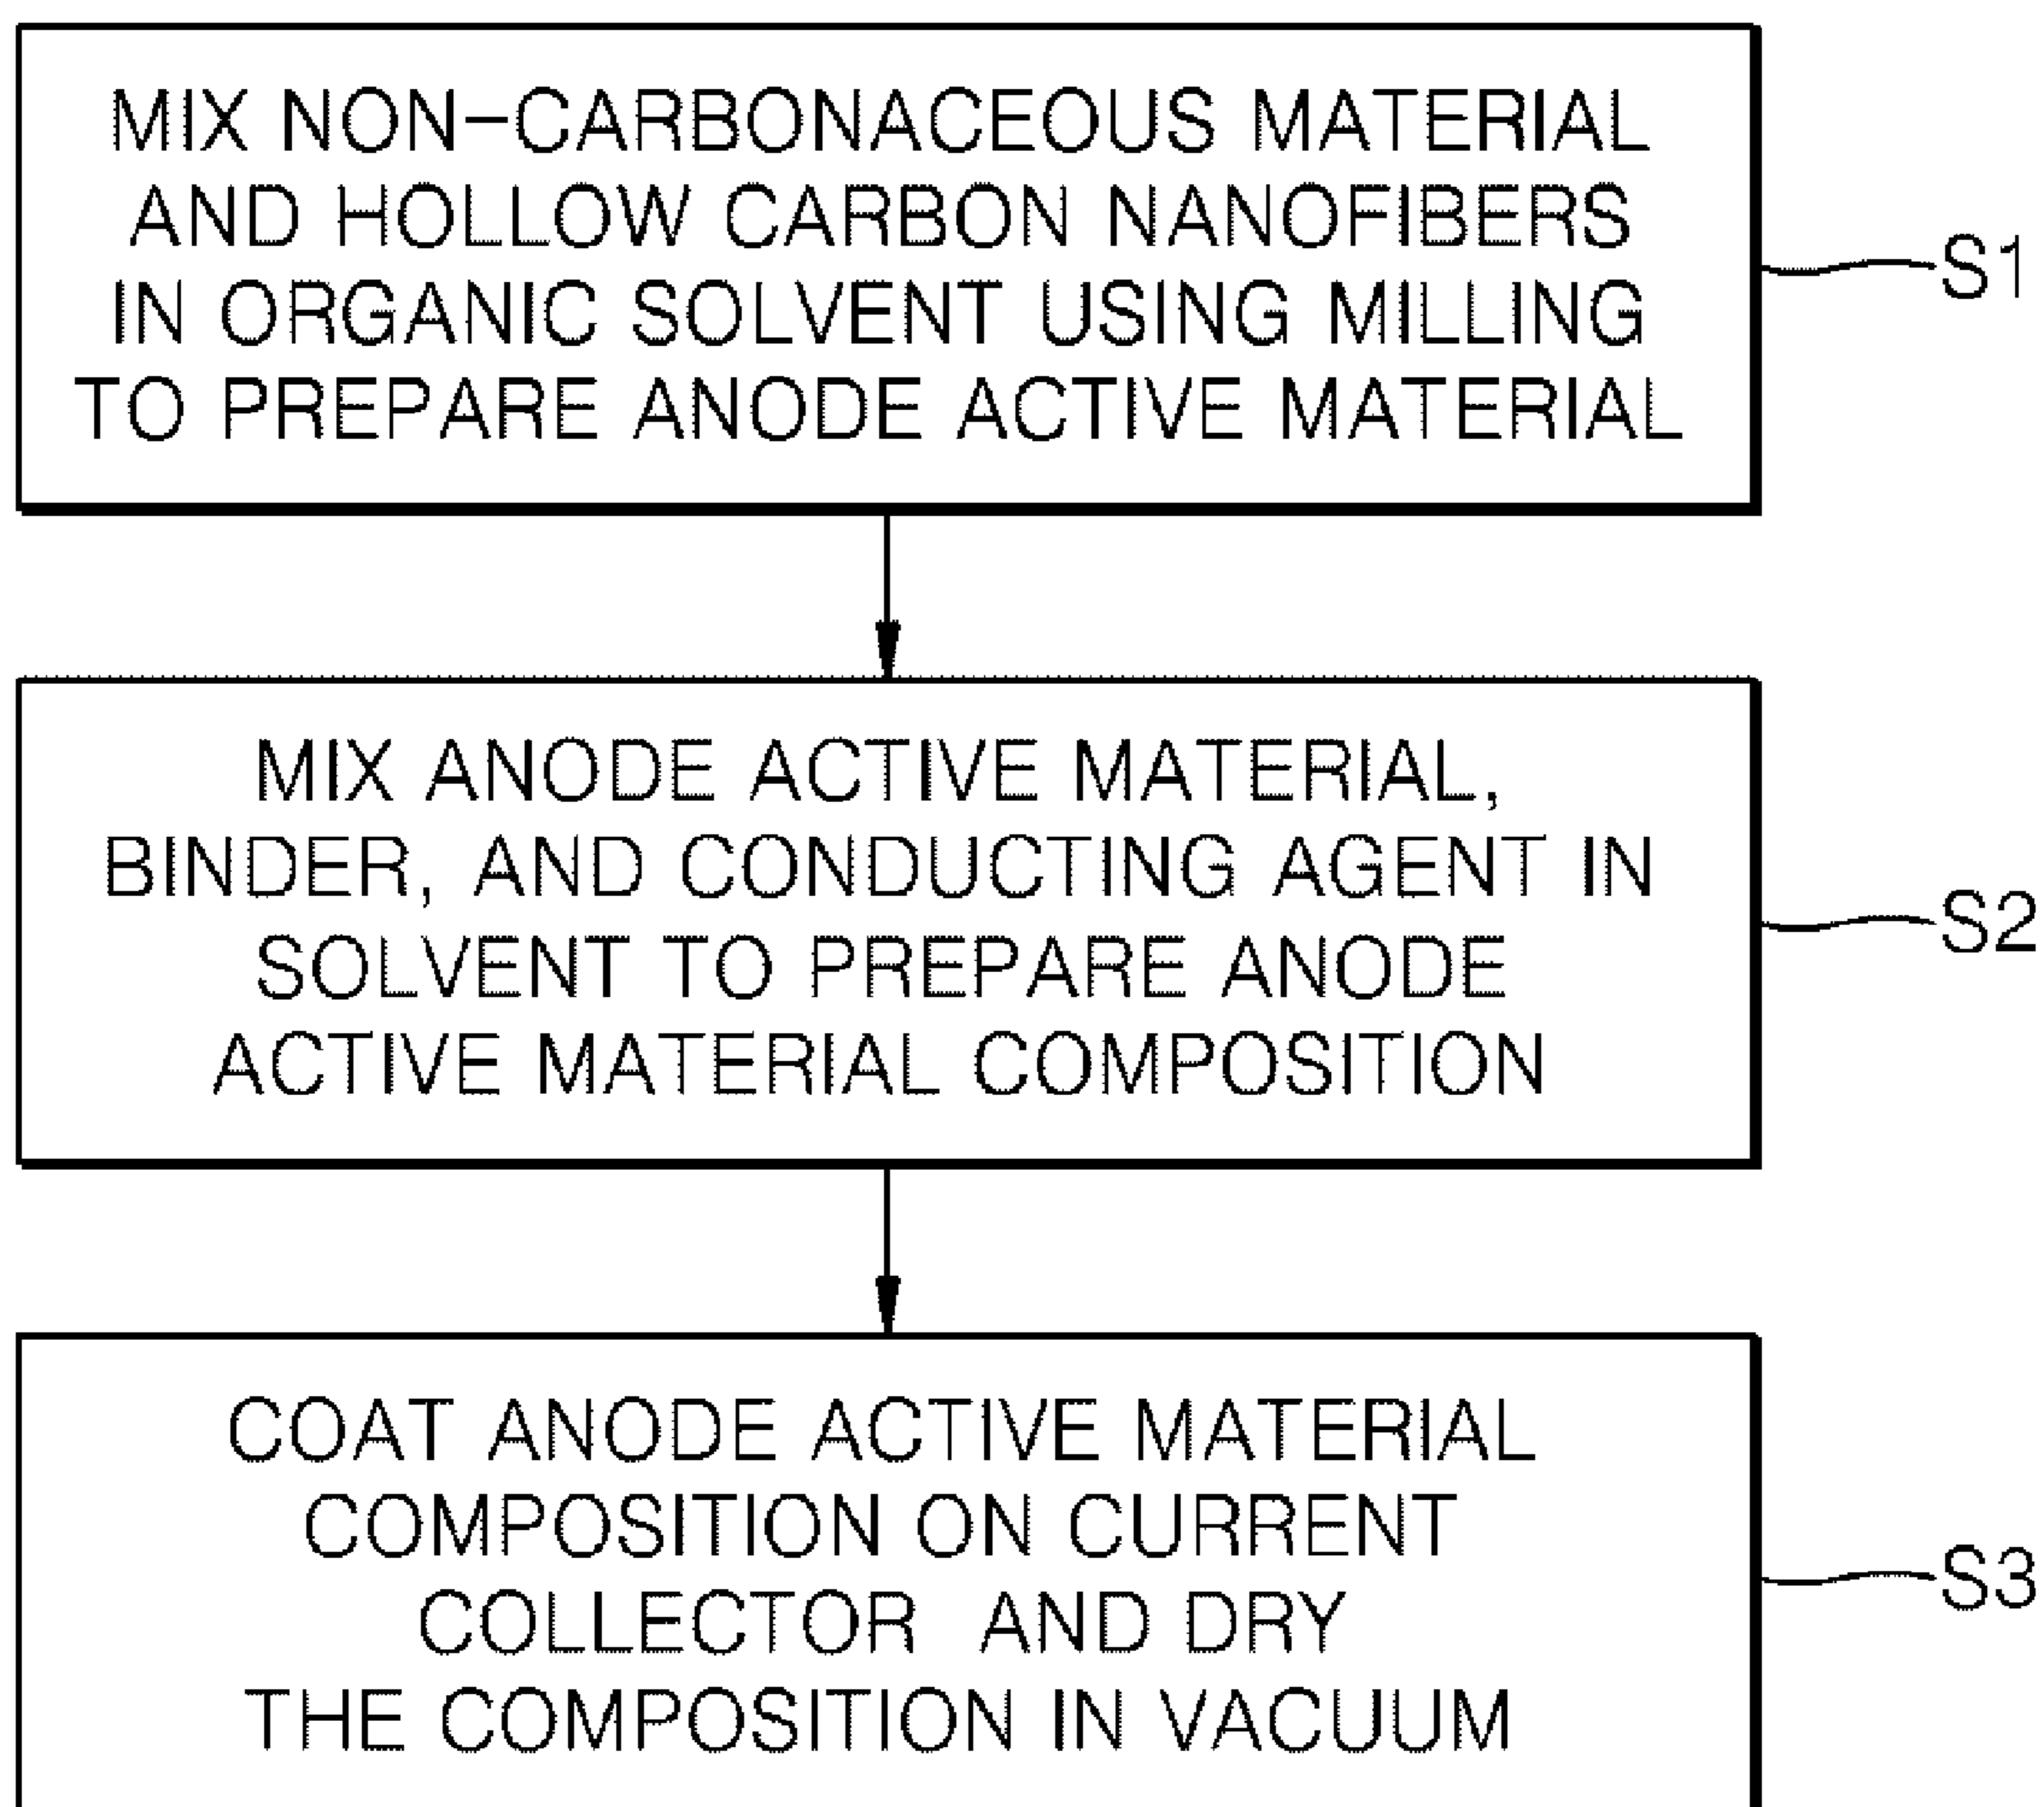 MIX NON-CARBONACEOUS MATERIAL
AND HOLLOW CARBON NANOFIBERS
IN ORGANIC SOLVENT USING MILLING
TO PREPARE ANODE ACTIVE MATERIAL
S1
MIX ANODE ACTIVE MATERIAL,
BINDER, AND CONDUCTING AGENT IN
SOLVENT TO PREPARE ANODE
ACTIVE MATERIAL COMPOSITION
S2
COAT ANODE ACTIVE MATERIAL
COMPOSITION ON CURRENT
COLLECTOR AND DRY
THE COMPOSITION IN VACUUM
S3